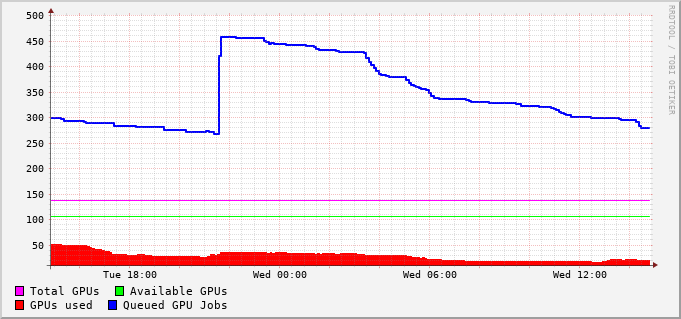 500
450
400
350
300
250
200
150
100
50
Tue 18:00 Wed 00:00 Wed 06:00 Wed 12:00
Total GPUs Available GPUs
GPUs used Queued GPU Jobs
RRDTOOL / TOBI OETIKER